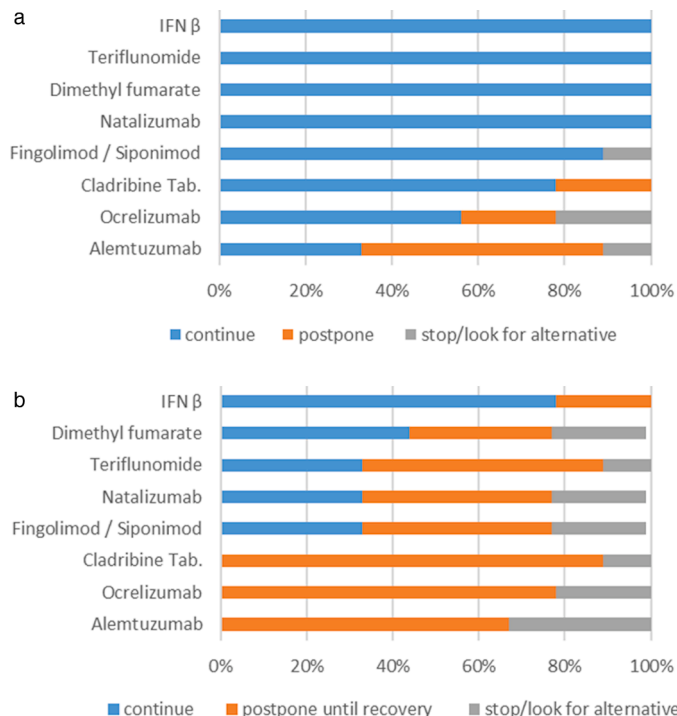 a
IFN β
Teriflunomide
Dimethyl fumarate
Natalizumab
Fingolimod / Siponimod
Cladribine Tab.
Ocrelizumab
Alemtuzumab
0% 20% 40% 60% 80% 100%
continue postpone stop/look for alternative
b
IFN β
Dimethyl fumarate
Teriflunomide
Natalizumab
Fingolimod / Siponimod
Cladribine Tab.
Ocrelizumab
Alemtuzumab
0% 20% 40% 60% 80% 100%
continue postpone until recovery stop/look for alternative